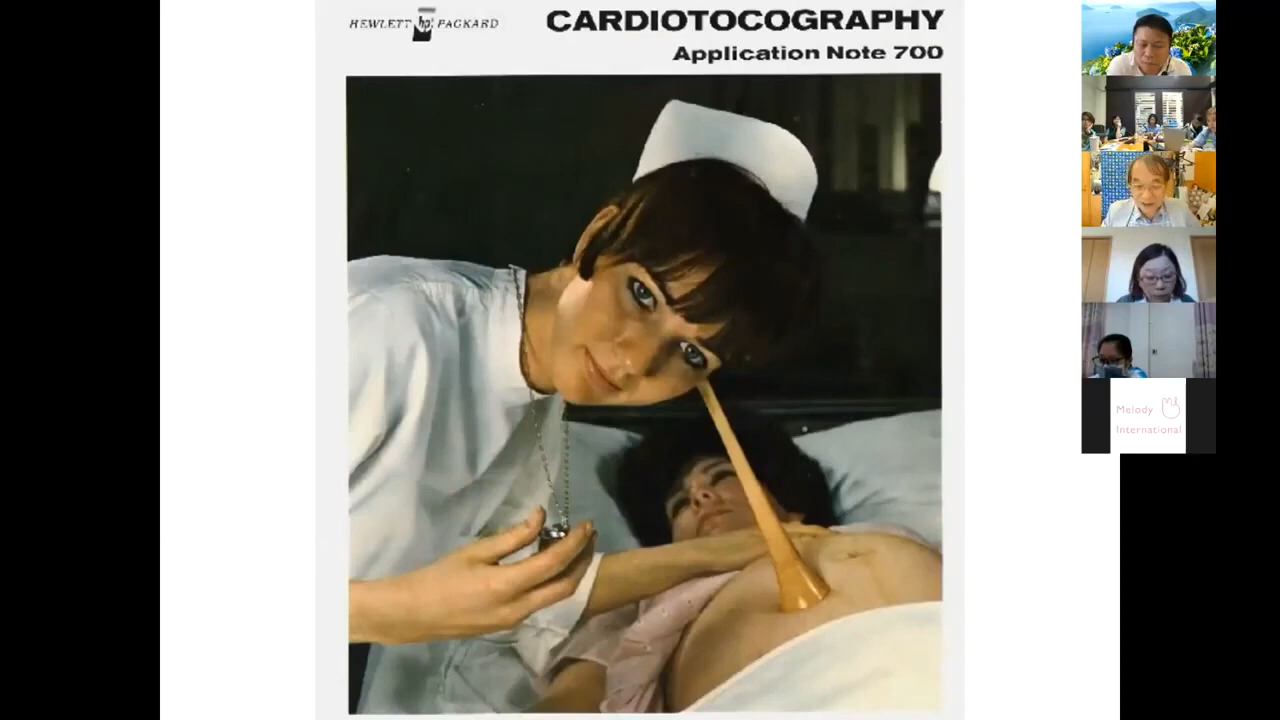 HEWLETT hp PACKARD
CARDIOTOCOGRAPHY
Application Note 700
Melody
International